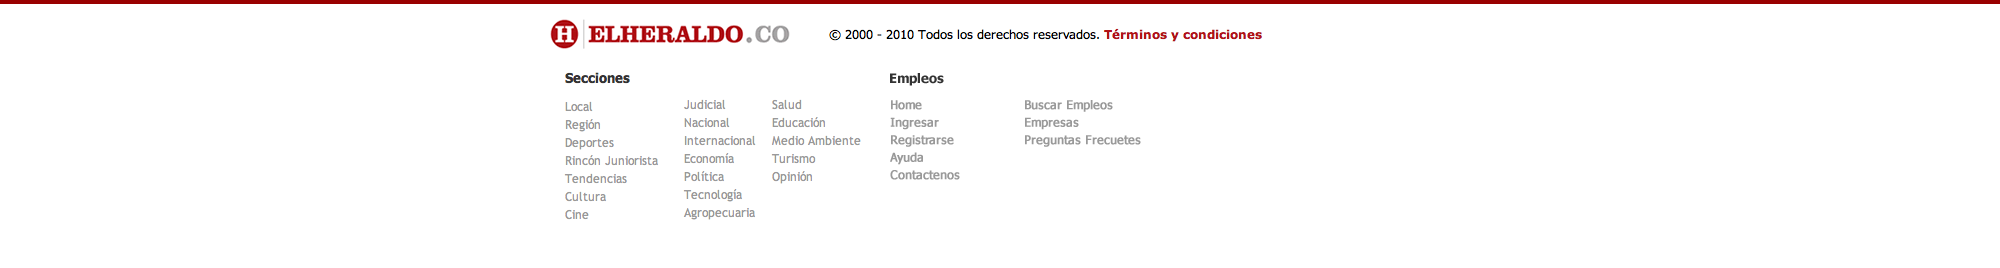 H ELHERALDO.CO
© 2000 - 2010 Todos los derechos reservados. Términos y condiciones
Secciones
Local
Región
Deportes
Rincón Juniorista
Tendencias
Cultura
Cine
Judicial
Nacional
Internacional
Economía
Política
Tecnología
Agropecuaria
Salud
Educación
Medio Ambiente
Turismo
Opinión
Empleos
Home
Ingresar
Registrarse
Ayuda
Contactenos
Buscar Empleos
Empresas
Preguntas Frecuetes